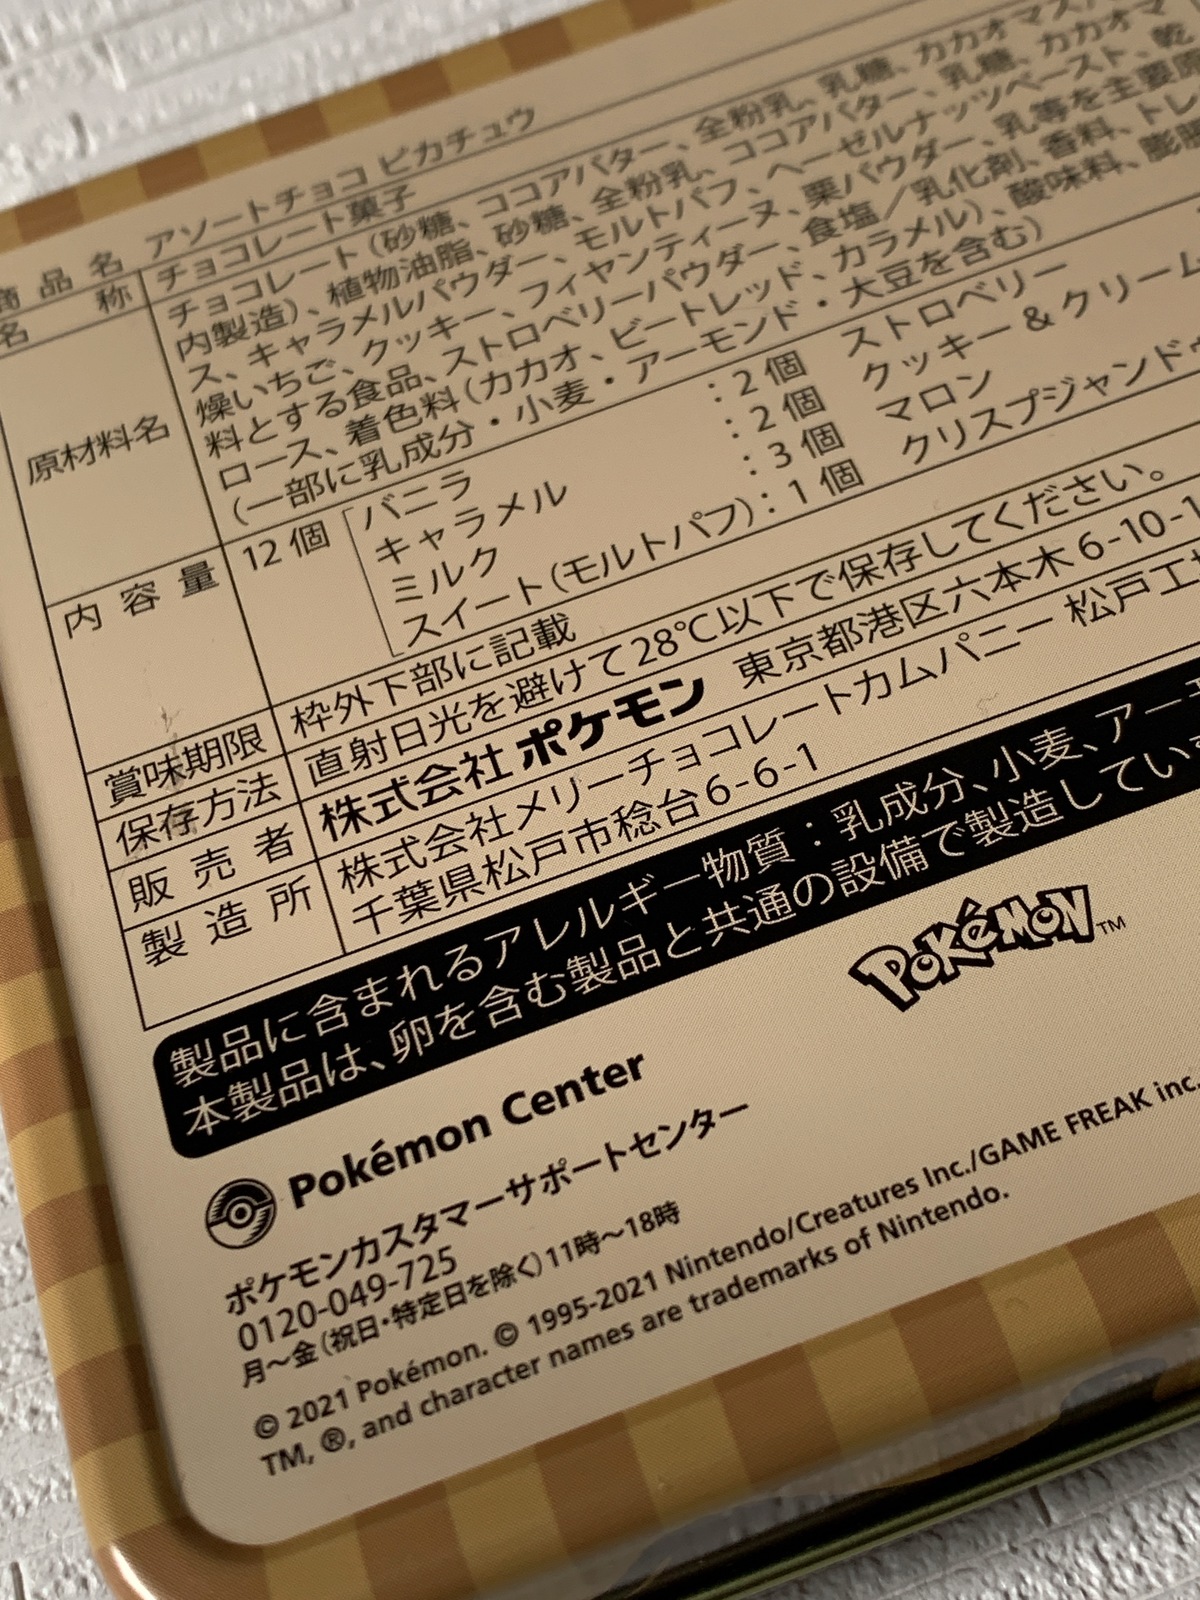 商品名 アソートチョコ ピカチュウ
名称 チョコレート菓子
原材料名 チョコレート(砂糖、ココアバター、全粉乳、乳糖、カカオマス
内製造)、植物油脂、砂糖、全粉乳、ココアバター、乳糖、カカオマ
ス、キャラメルパウダー、モルトパフ、ヘーゼルナッツペースト、乾
燥いちご、クッキー、フィヤンティーヌ、栗パウダー、乳等を主要原
料とする食品、ストロベリーパウダー、食塩/乳化剤、香料、トレ
ロース、着色料(カカオ、ビートレッド、カラメル)、酸味料、膨脹
(一部に乳成分・小麦・アーモンド・大豆を含む)
内容量 12個 バニラ :2個 ストロベリー
キャラメル :2個 クッキー&クリーム
ミルク :3個 マロン
スイート(モルトパフ):1個 クリスプジャンドゥ
賞味期限 枠外下部に記載
保存方法 直射日光を避けて28℃以下で保存してください。
販売者 株式会社ポケモン 東京都港区六本木6-10-1
製造所 株式会社メリーチョコレートカムパニー 松戸工場
千葉県松戸市稔台6-6-1
製品に含まれるアレルギー物質:乳成分、小麦、アーモ
本製品は、卵を含む製品と共通の設備で製造してい
POKéMON™
Pokémon Center
ポケモンカスタマーサポートセンター
0120-049-725
月~金(祝日・特定日を除く)11時~18時
© 2021 Pokémon. © 1995-2021 Nintendo/Creatures Inc./GAME FREAK inc.
TM, ®, and character names are trademarks of Nintendo.